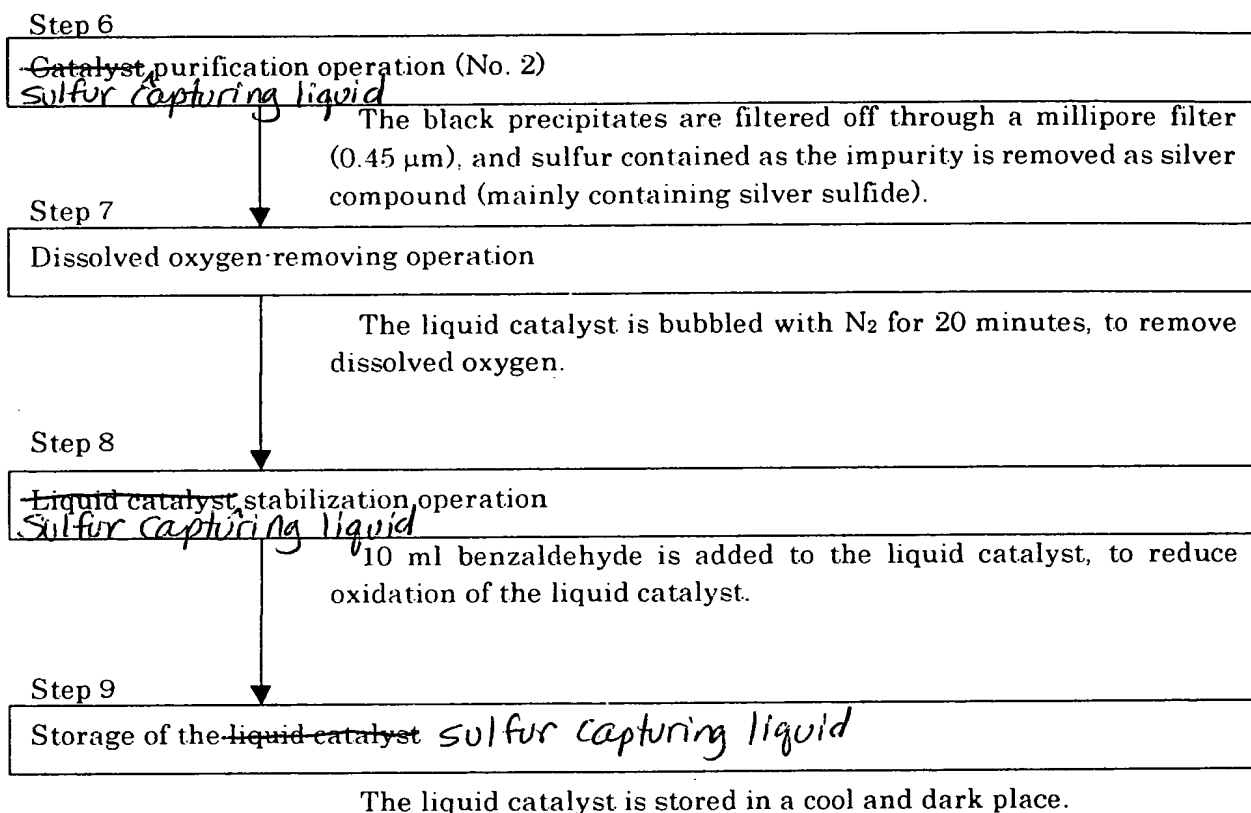 Step 6
Catalyst purification operation (No. 2)
sulfur capturing liquid
The black precipitates are filtered off through a millipore filter
(0.45 μm), and sulfur contained as the impurity is removed as silver
compound (mainly containing silver sulfide).
Step 7
Dissolved oxygen-removing operation
The liquid catalyst is bubbled with N₂ for 20 minutes, to remove
dissolved oxygen.
Step 8
Liquid catalyst stabilization operation
Sulfur capturing liquid
10 ml benzaldehyde is added to the liquid catalyst, to reduce
oxidation of the liquid catalyst.
Step 9
Storage of the liquid catalyst sulfur capturing liquid
The liquid catalyst is stored in a cool and dark place.